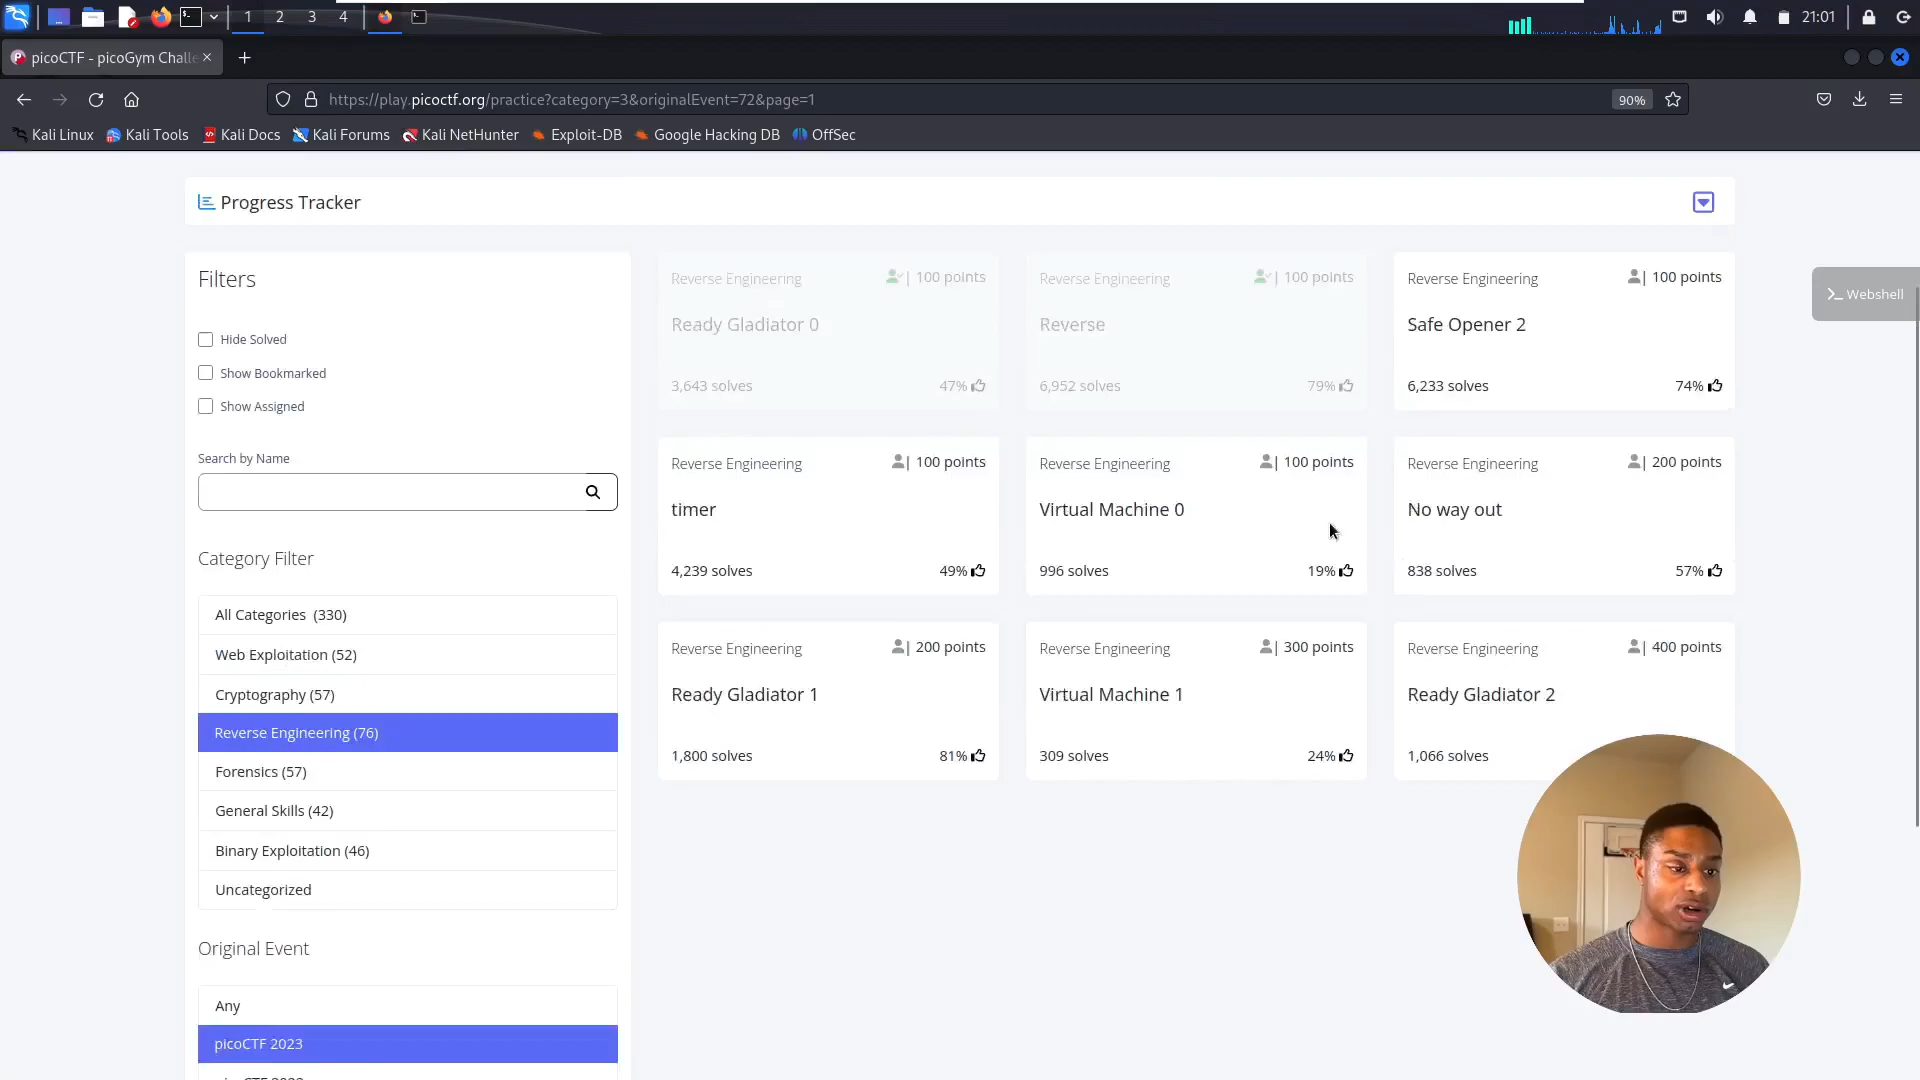 1
2
3
4
21:01
picoCTF - picoGym Challe
https://play.picoctf.org/practice?category=3&originalEvent=72&page=1
90%
Kali Linux
Kali Tools
Kali Docs
Kali Forums
Kali NetHunter
Exploit-DB
Google Hacking DB
OffSec
Progress Tracker
Filters
Hide Solved
Show Bookmarked
Show Assigned
Search by Name
Category Filter
All Categories (330)
Web Exploitation (52)
Cryptography (57)
Reverse Engineering (76)
Forensics (57)
General Skills (42)
Binary Exploitation (46)
Uncategorized
Original Event
Any
picoCTF 2023
Reverse Engineering
| 100 points
Ready Gladiator 0
3,643 solves
47%
Reverse Engineering
| 100 points
Reverse
6,952 solves
79%
Reverse Engineering
| 100 points
Safe Opener 2
6,233 solves
74%
Reverse Engineering
| 100 points
timer
4,239 solves
49%
Reverse Engineering
| 100 points
Virtual Machine 0
996 solves
19%
Reverse Engineering
| 200 points
No way out
838 solves
57%
Reverse Engineering
| 200 points
Ready Gladiator 1
1,800 solves
81%
Reverse Engineering
| 300 points
Virtual Machine 1
309 solves
24%
Reverse Engineering
| 400 points
Ready Gladiator 2
1,066 solves
Webshell